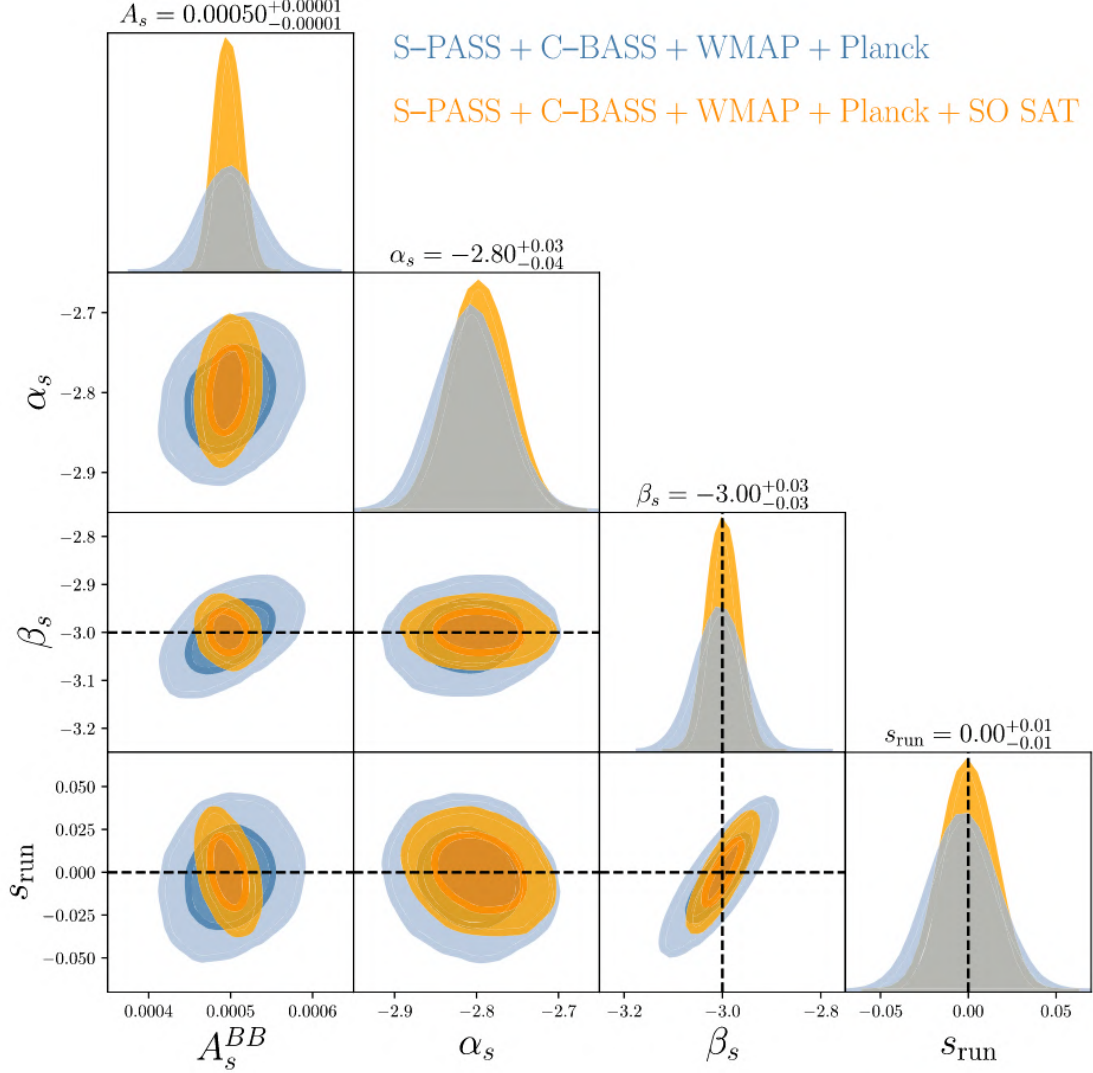 A_s = 0.00050^{+0.00001}_{-0.00001}
S–PASS + C–BASS + WMAP + Planck
S–PASS + C–BASS + WMAP + Planck + SO SAT
α_s = −2.80^{+0.03}_{-0.04}
−2.7
−2.8
−2.9
α_s
β_s = −3.00^{+0.03}_{-0.03}
−2.8
−2.9
−3.0
−3.1
−3.2
β_s
s_run = 0.00^{+0.01}_{-0.01}
0.050
0.025
0.000
−0.025
−0.050
s_run
0.0004 0.0005 0.0006
−2.9 −2.8 −2.7
−3.2 −3.0 −2.8
−0.05 0.00 0.05
A_s^{BB}
α_s
β_s
s_run